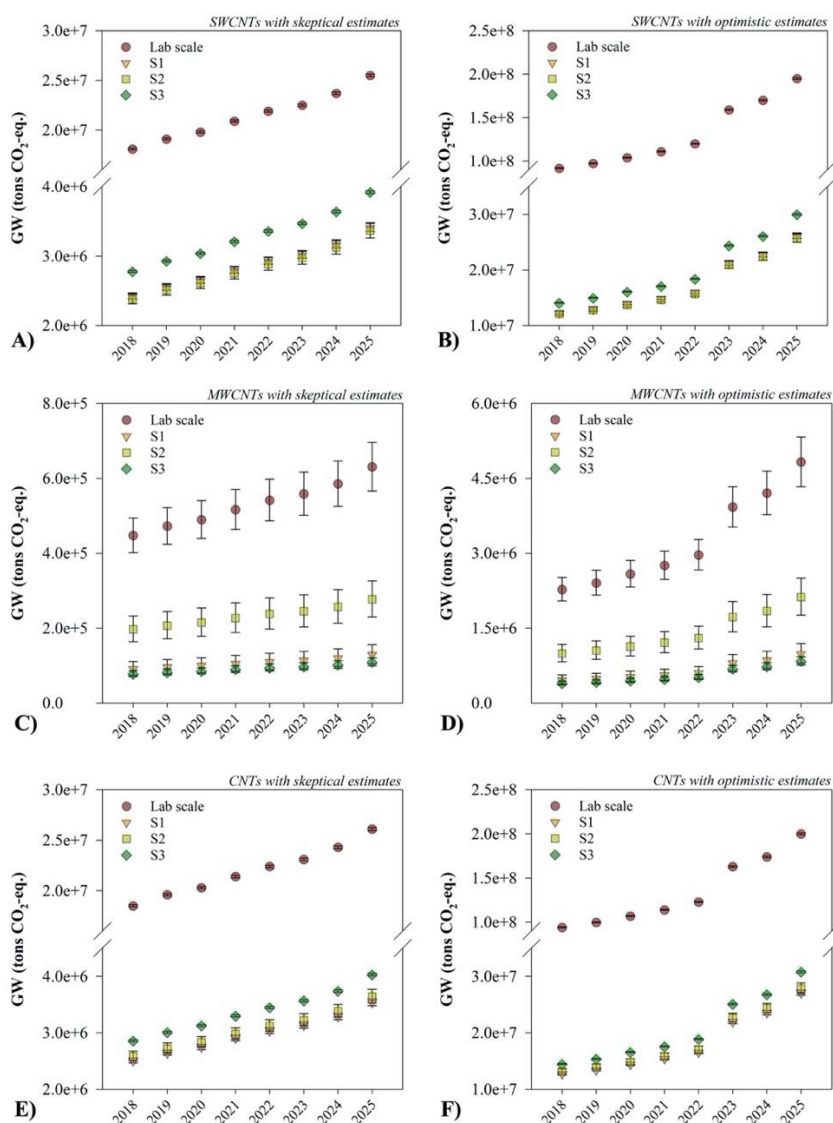 SWCNTs with skeptical estimates
3.0e+7
Lab scale
S1
S2
S3
2.5e+7
2.0e+7
4.0e+6
3.0e+6
2.0e+6
GW (tons CO2-eq.)
2018 2019 2020 2021 2022 2023 2024 2025
A)
SWCNTs with optimistic estimates
2.5e+8
Lab scale
S1
S2
S3
2.0e+8
1.5e+8
1.0e+8
3.0e+7
2.0e+7
1.0e+7
GW (tons CO2-eq.)
2018 2019 2020 2021 2022 2023 2024 2025
B)
MWCNTs with skeptical estimates
8.0e+5
Lab scale
S1
S2
S3
6.0e+5
4.0e+5
2.0e+5
0.0
GW (tons CO2-eq.)
2018 2019 2020 2021 2022 2023 2024 2025
C)
MWCNTs with optimistic estimates
6.0e+6
Lab scale
S1
S2
S3
4.5e+6
3.0e+6
1.5e+6
0.0
GW (tons CO2-eq.)
2018 2019 2020 2021 2022 2023 2024 2025
D)
CNTs with skeptical estimates
3.0e+7
Lab scale
S1
S2
S3
2.5e+7
2.0e+7
4.0e+6
3.0e+6
2.0e+6
GW (tons CO2-eq.)
2018 2019 2020 2021 2022 2023 2024 2025
E)
CNTs with optimistic estimates
2.5e+8
Lab scale
S1
S2
S3
2.0e+8
1.5e+8
1.0e+8
3.0e+7
2.0e+7
1.0e+7
GW (tons CO2-eq.)
2018 2019 2020 2021 2022 2023 2024 2025
F)